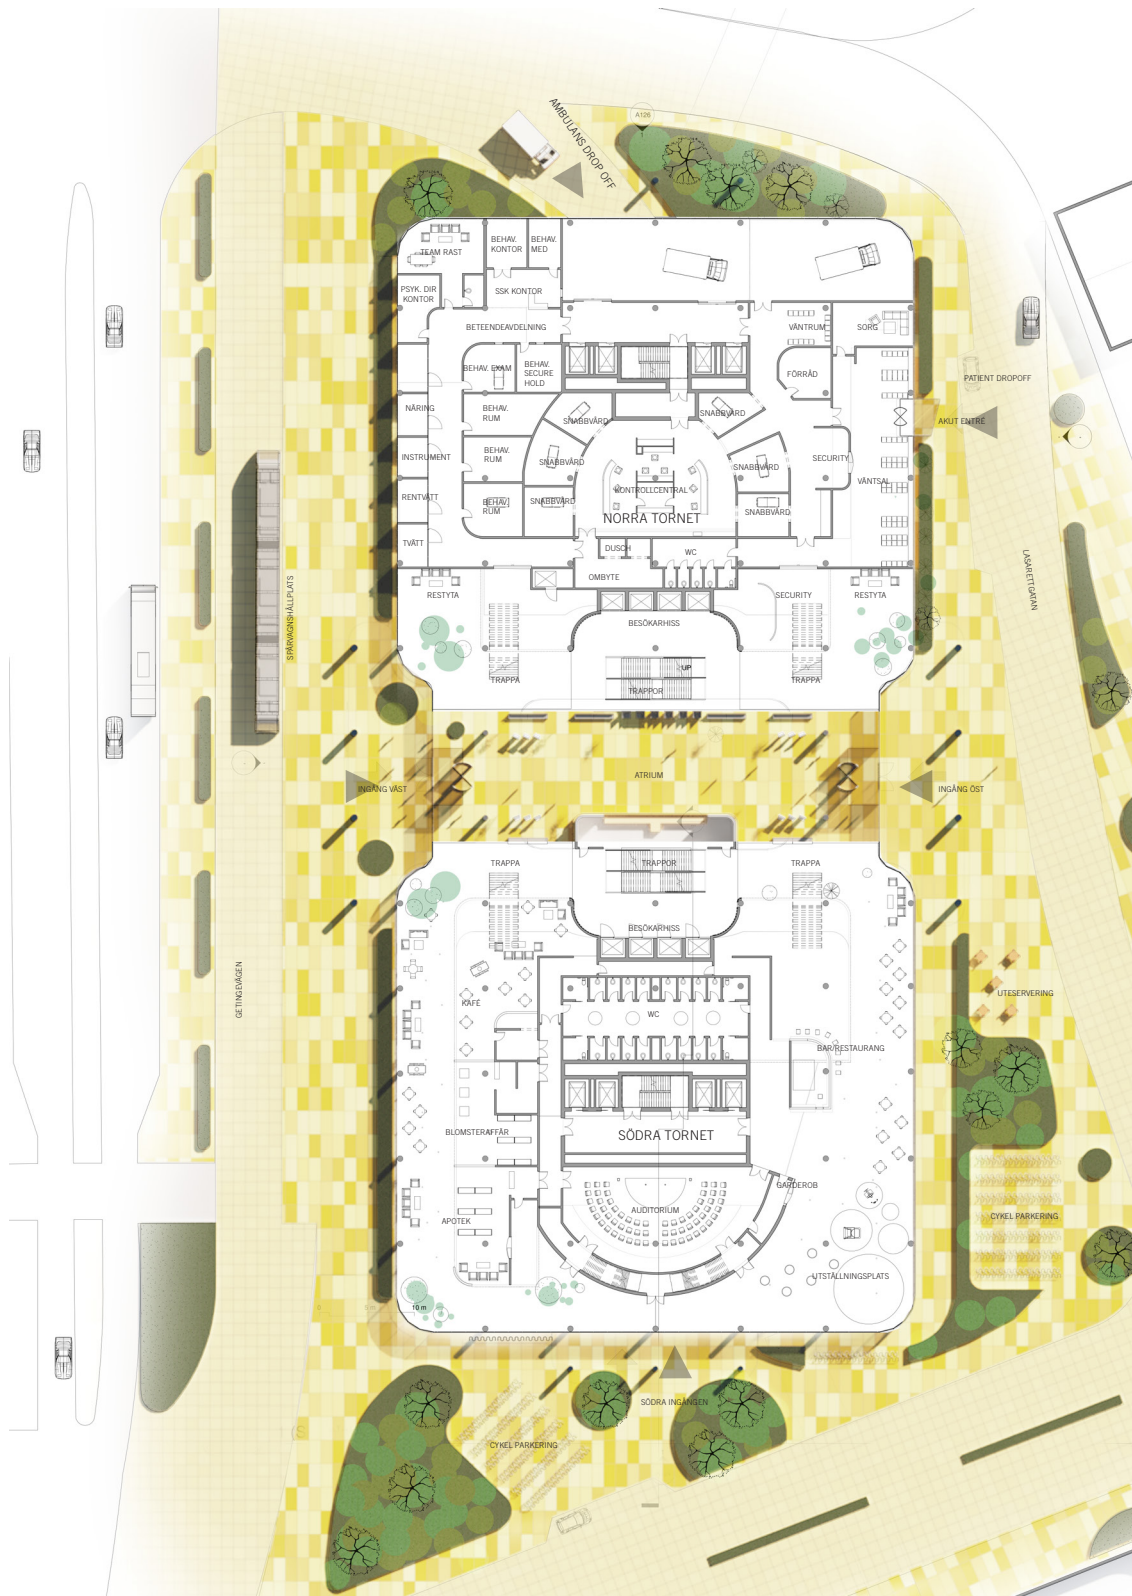 AMBULANS DROP OFF
A126
TEAM RAST
BEHAV.
KONTOR
BEHAV.
MED
PSYK. DIR
KONTOR
SSK KONTOR
BETEENDEAVDELNING
VÄNTRUM
SORG
BEHAV. EXAM
BEHAV.
SECURE
HOLD
FÖRRÅD
PATIENT DROPOFF
NÄRING
BEHAV.
RUM
SNABBVÅRD
SNABBVÅRD
AKUT ENTRÉ
INSTRUMENT
BEHAV.
RUM
SNABBVÅRD
SNABBVÅRD
SECURITY
VÄNTSAL
KONTROLLCENTRAL
RENTVÄTT
BEHAV.
RUM
SNABBVÅRD
SNABBVÅRD
NORRA TORNET
TVÄTT
DUSCH
WC
OMBYTE
LASARETTGATAN
SPÅRVAGNSHÅLLPLATS
RESTYTA
SECURITY
RESTYTA
BESÖKARHISS
UP
TRAPPA
TRAPPOR
TRAPPA
ATRIUM
INGÅNG VÄST
INGÅNG ÖST
TRAPPA
TRAPPOR
TRAPPA
BESÖKARHISS
GETINGEVÄGEN
KAFÉ
WC
UTESERVERING
BAR/RESTAURANG
BLOMSTERAFFÄR
SÖDRA TORNET
GARDEROB
APOTEK
AUDITORIUM
CYKEL PARKERING
UTSTÄLLNINGSPLATS
0
5 m
10 m
SÖDRA INGÅNGEN
CYKEL PARKERING